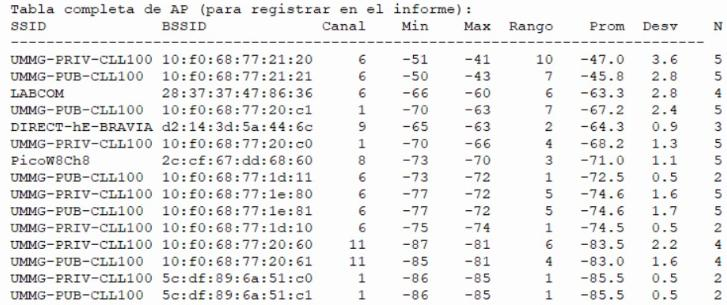 Tabla completa de AP (para registrar en el informe):
SSID BSSID Canal Min Max Rango Prom Desv N
--------------------------------------------------------------------------------
UMMG-PRIV-CLL100 10:f0:68:77:21:20 6 -51 -41 10 -47.0 3.6 5
UMMG-PUB-CLL100 10:f0:68:77:21:21 6 -50 -43 7 -45.8 2.8 5
LABCOM 28:37:37:47:86:36 6 -66 -60 6 -63.3 2.8 4
UMMG-PUB-CLL100 10:f0:68:77:20:c1 1 -70 -63 7 -67.2 2.4 5
DIRECT-hE-BRAVIA d2:14:3d:5a:44:6c 9 -65 -63 2 -64.3 0.9 3
UMMG-PRIV-CLL100 10:f0:68:77:20:c0 1 -70 -66 4 -68.2 1.3 5
PicoW8Ch8 2c:cf:67:dd:68:60 8 -73 -70 3 -71.0 1.1 5
UMMG-PUB-CLL100 10:f0:68:77:1d:11 6 -73 -72 1 -72.5 0.5 2
UMMG-PRIV-CLL100 10:f0:68:77:1e:80 6 -77 -72 5 -74.6 1.6 5
UMMG-PUB-CLL100 10:f0:68:77:1e:81 6 -77 -72 5 -74.6 1.7 5
UMMG-PRIV-CLL100 10:f0:68:77:1d:10 6 -75 -74 1 -74.5 0.5 2
UMMG-PRIV-CLL100 10:f0:68:77:20:60 11 -87 -81 6 -83.5 2.2 4
UMMG-PUB-CLL100 10:f0:68:77:20:61 11 -85 -81 4 -83.0 1.6 4
UMMG-PRIV-CLL100 5c:df:89:6a:51:c0 1 -86 -85 1 -85.5 0.5 2
UMMG-PUB-CLL100 5c:df:89:6a:51:c1 1 -86 -85 1 -85.5 0.5 2